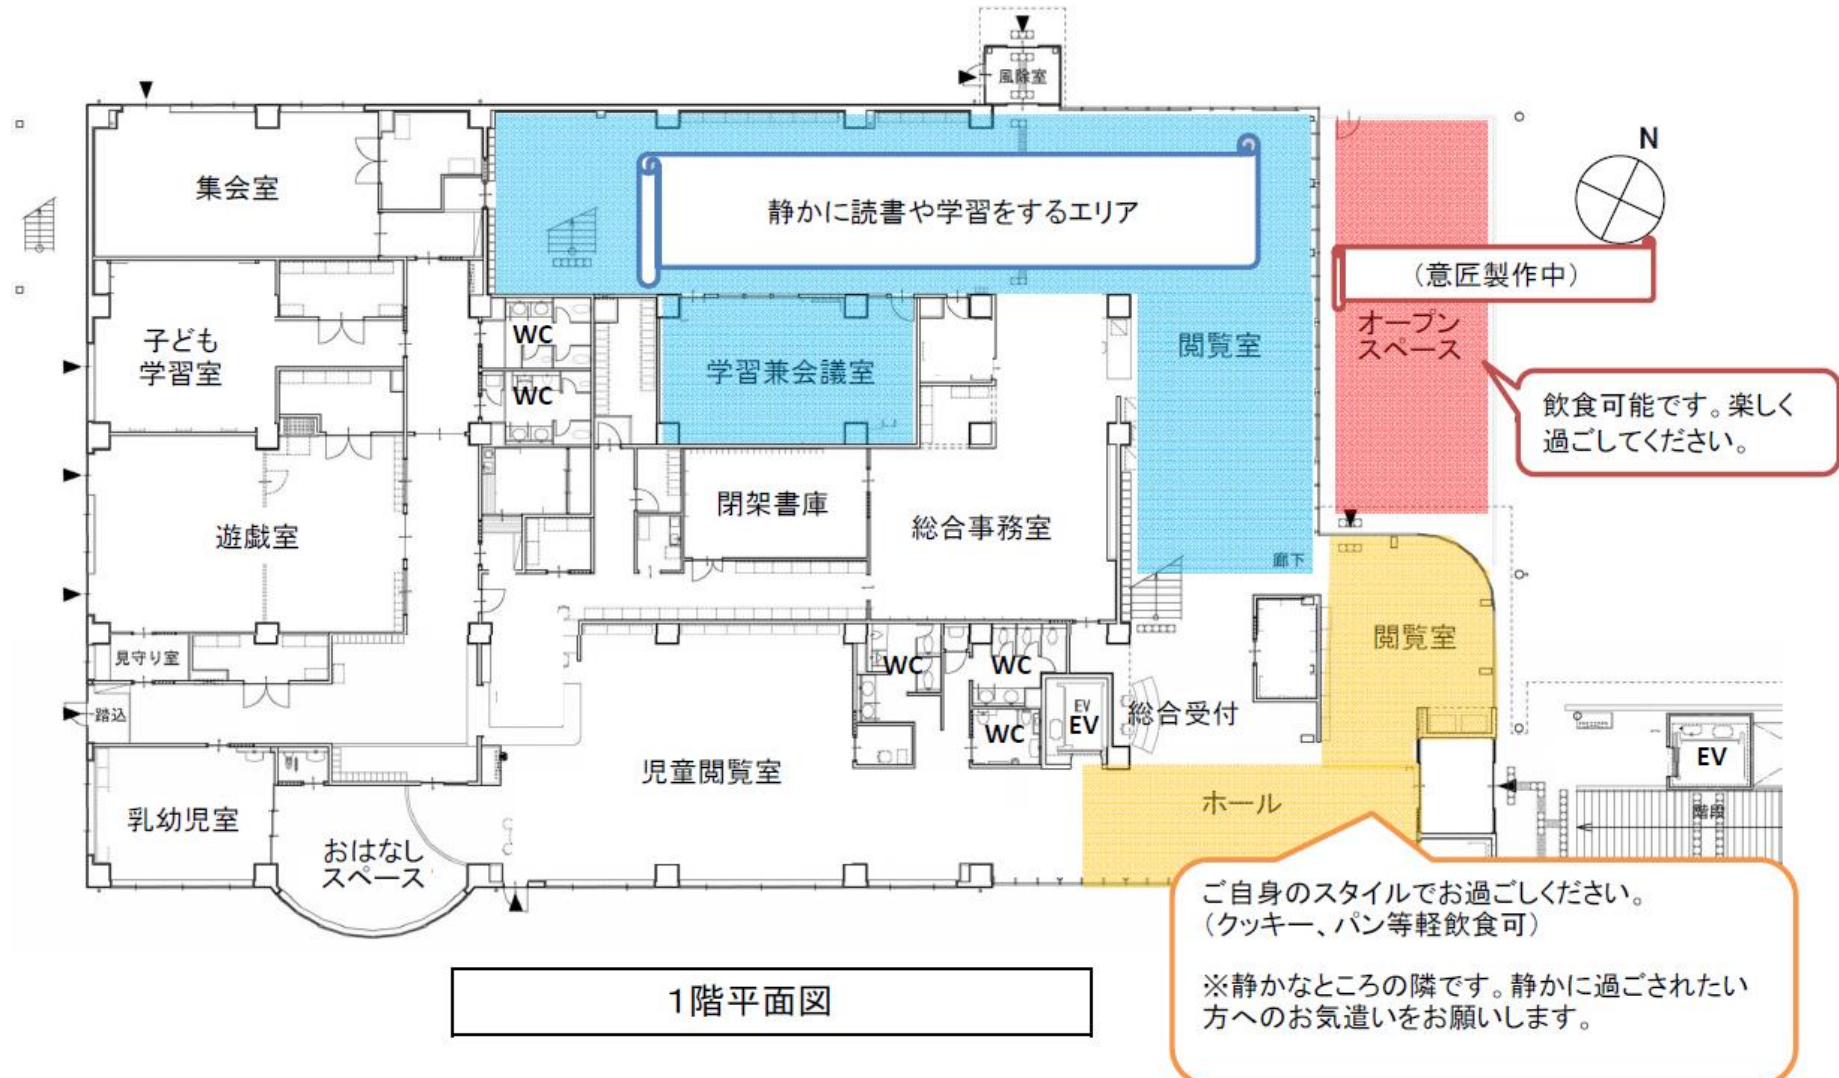 風除室
N
集会室
静かに読書や学習をするエリア
（意匠製作中）
子ども
学習室
WC
WC
学習兼会議室
閲覧室
オープン
スペース
飲食可能です。楽しく
過ごしてください。
遊戯室
閉架書庫
総合事務室
廊下
閲覧室
見守り室
WC
WC
踏込
EV
EV
総合受付
WC
EV
児童閲覧室
乳幼児室
おはなし
スペース
ホール
階段
ご自身のスタイルでお過ごしください。
（クッキー、パン等軽飲食可）
※静かなところの隣です。静かに過ごされたい
方へのお気遣いをお願いします。
1階平面図